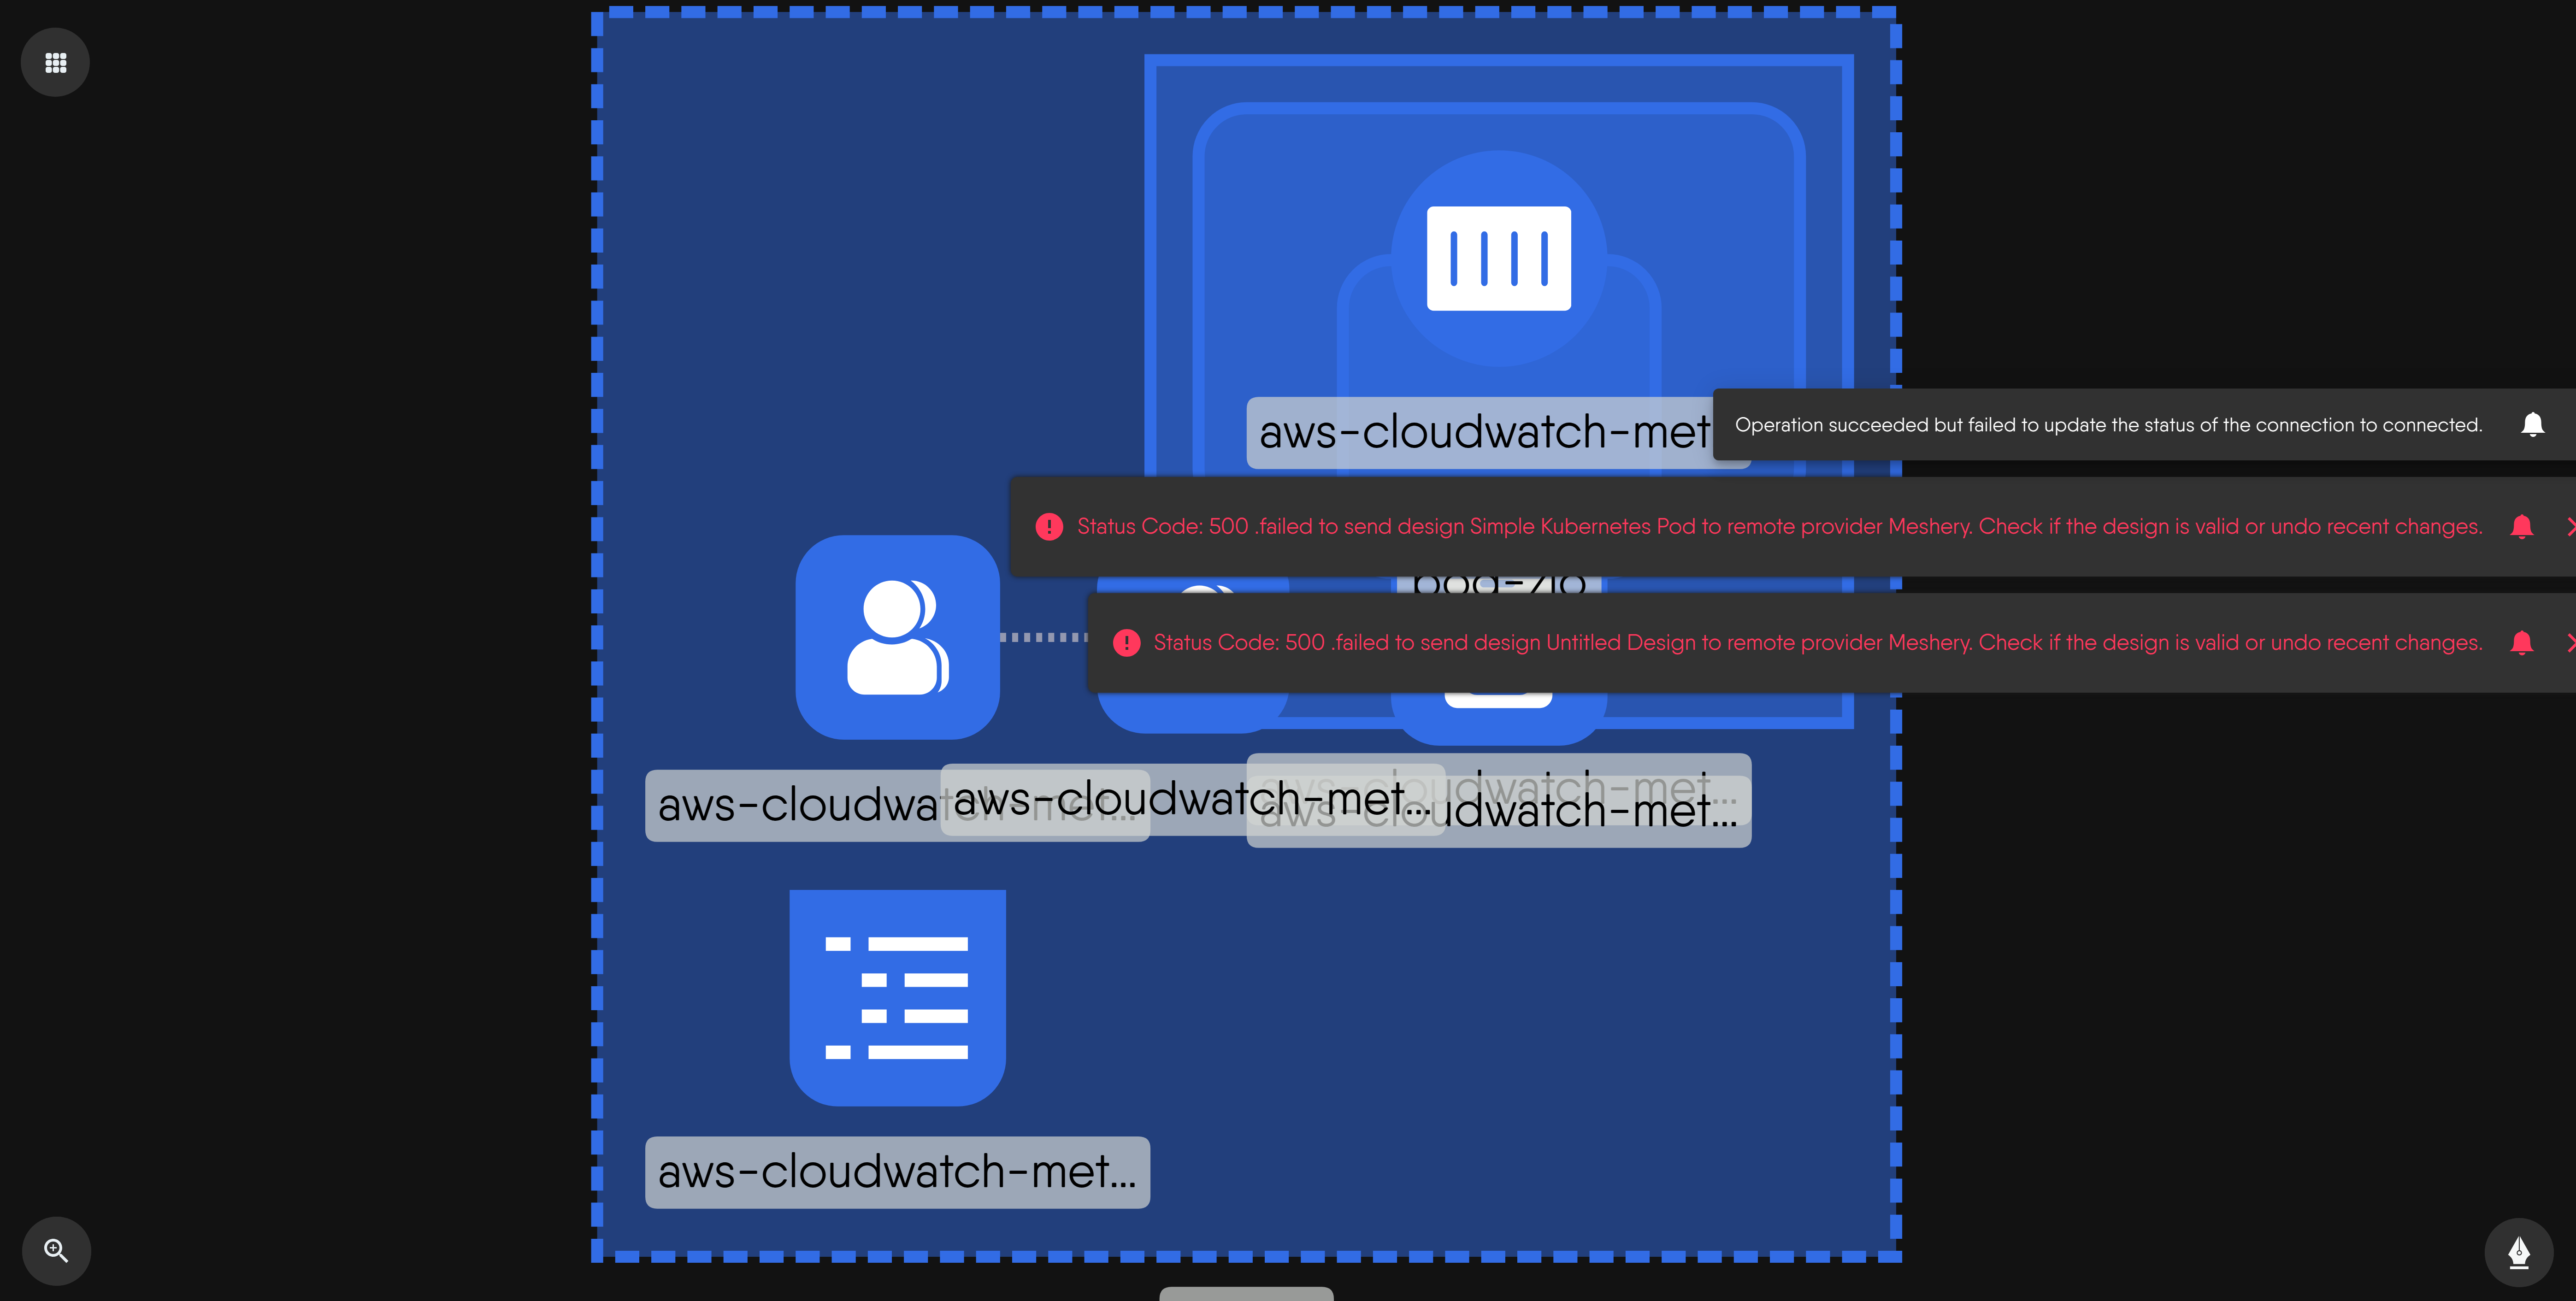 aws-cloudwatch-met
Operation succeeded but failed to update the status of the connection to connected.
Status Code: 500 .failed to send design Simple Kubernetes Pod to remote provider Meshery. Check if the design is valid or undo recent changes.
Status Code: 500 .failed to send design Untitled Design to remote provider Meshery. Check if the design is valid or undo recent changes.
aws-cloudwatch-met...
aws-cloudwatch-met...
aws-cloudwatch-met...
aws-cloudwatch-met...
aws-cloudwatch-met...